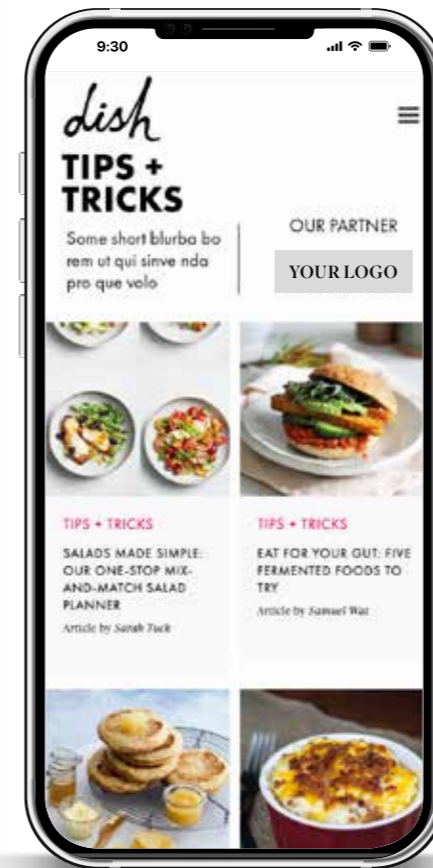 9:30
dish
TIPS +
TRICKS
Some short blurba bo
rem ut qui sinve nda
pro que volo
OUR PARTNER
YOUR LOGO
TIPS + TRICKS
SALADS MADE SIMPLE:
OUR ONE-STOP MIX-
AND-MATCH SALAD
PLANNER
Article by Sarah Tuck
TIPS + TRICKS
EAT FOR YOUR GUT: FIVE
FERMENTED FOODS TO
TRY
Article by Samuel Wat